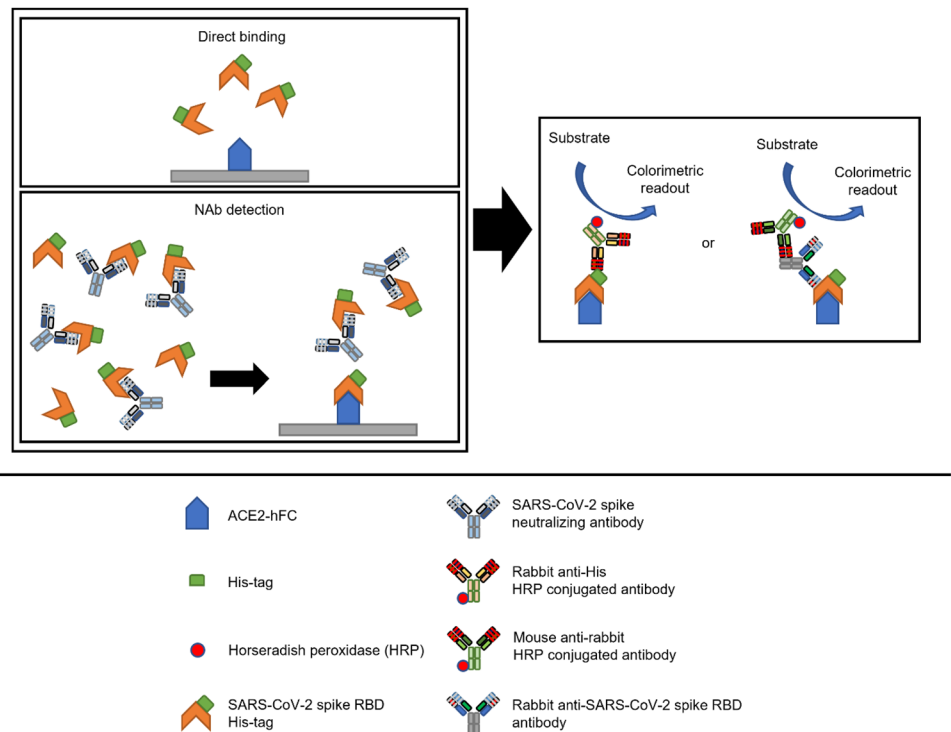 Direct binding
NAb detection
Substrate
Colorimetric
readout
or
Substrate
Colorimetric
readout
ACE2-hFC
His-tag
Horseradish peroxidase (HRP)
SARS-CoV-2 spike RBD
His-tag
SARS-CoV-2 spike
neutralizing antibody
Rabbit anti-His
HRP conjugated antibody
Mouse anti-rabbit
HRP conjugated antibody
Rabbit anti-SARS-CoV-2 spike RBD
antibody